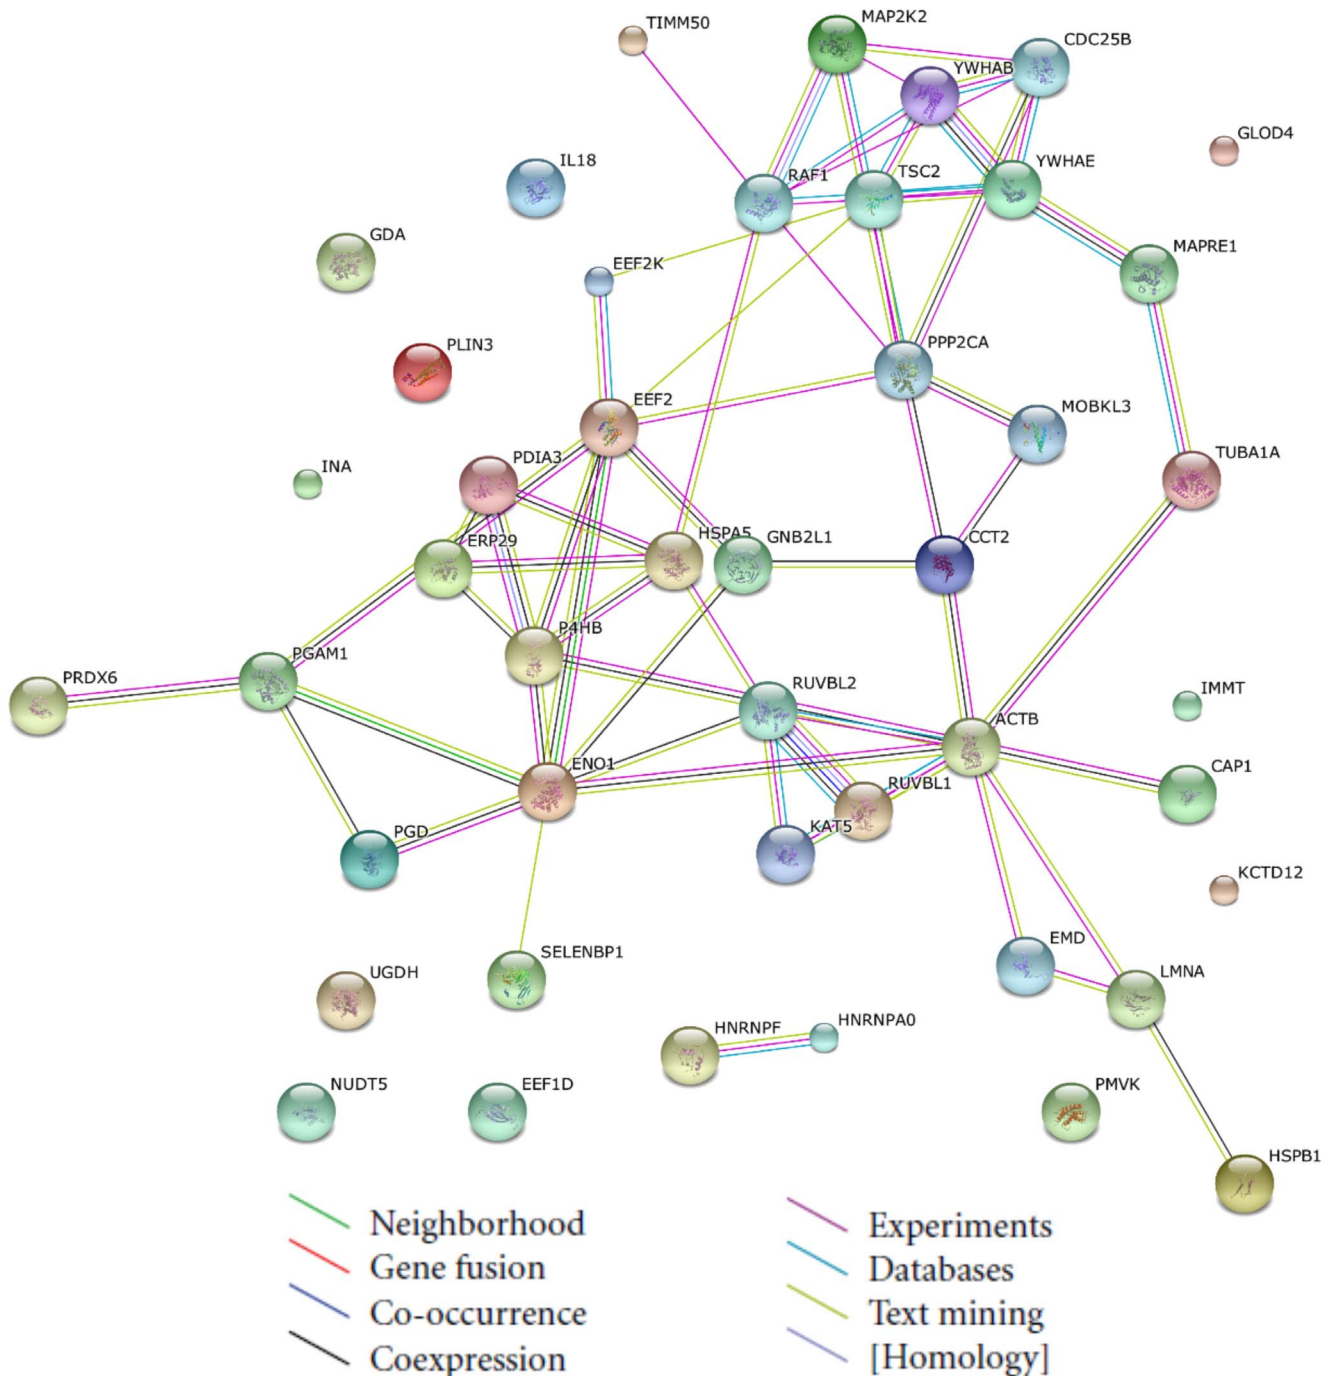 TIMM50
MAP2K2
CDC25B
YWHAB
GLOD4
IL18
RAF1
TSC2
YWHAE
GDA
EEF2K
MAPRE1
PLIN3
PPP2CA
EEF2
MOBKL3
PDIA3
INA
TUBA1A
ERP29
HSPA5
GNB2L1
CCT2
P4HB
PGAM1
PRDX6
RUVBL2
IMMT
ACTB
ENO1
CAP1
RUVBL1
PGD
KAT5
KCTD12
EMD
SELENBP1
UGDH
LMNA
HNRNPF
HNRNPA0
NUDT5
EEF1D
PMVK
HSPB1
Neighborhood
Gene fusion
Co-occurrence
Coexpression
Experiments
Databases
Text mining
[Homology]